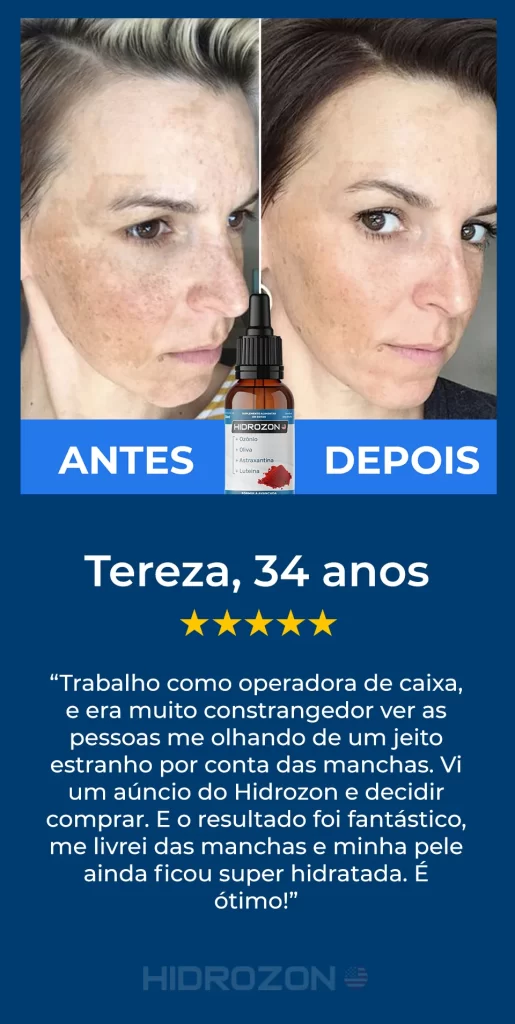 HIDROZON
• Ozônio
• Oliva
• Astraxantina
• Luteína
ANTES
DEPOIS
Tereza, 34 anos
“Trabalho como operadora de caixa,
e era muito constrangedor ver as
pessoas me olhando de um jeito
estranho por conta das manchas. Vi
um aúncio do Hidrozon e decidir
comprar. E o resultado foi fantástico,
me livrei das manchas e minha pele
ainda ficou super hidratada. É
ótimo!”
HIDROZON